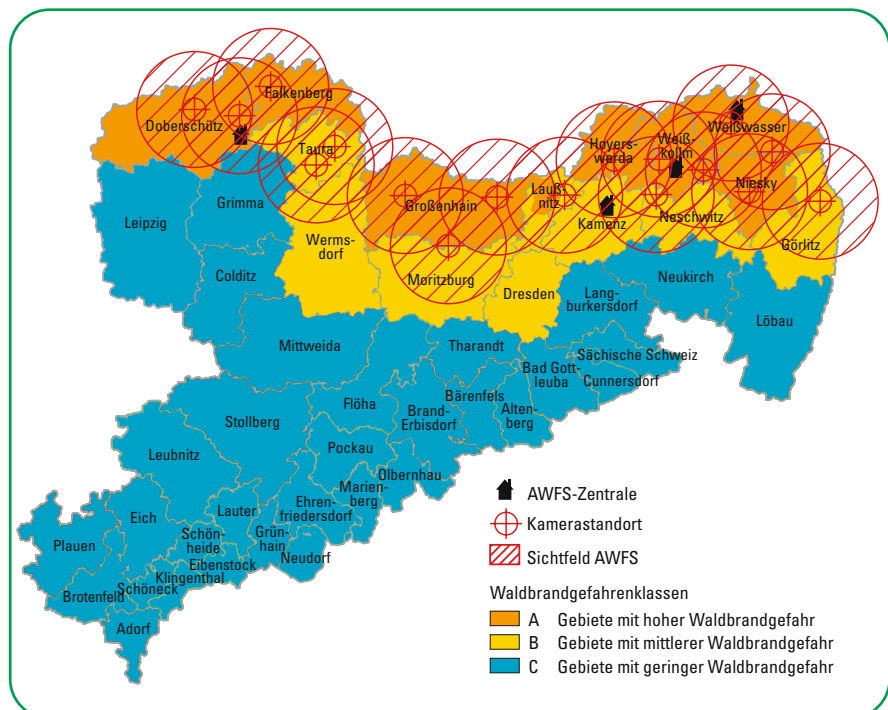 Falkenberg
Doberschütz
Taura
Hoyers-
werda
Weiß-
kollm
Weißwasser
Niesky
Großenhain
Lauß-
nitz
Kamenz
Neschwitz
Görlitz
Leipzig
Grimma
Werms-
dorf
Moritzburg
Dresden
Colditz
Lang-
burkersdorf
Neukirch
Löbau
Mittweida
Tharandt
Sächsische Schweiz
Bad Gott-
leuba
Cunnersdorf
Stollberg
Flöha
Brand-
Erbisdorf
Bärenfels
Alten-
berg
Leubnitz
Pockau
Olbernhau
Marien-
berg
Ehren-
friedersdorf
Lauter
Grün-
hain
Eich
Schön-
heide
Plauen
Eibenstock
Neudorf
Klingenthal
Schöneck
Brotenfeld
Adorf
AWFS-Zentrale
Kamerastandort
Sichtfeld AWFS
Waldbrandgefahrenklassen
A Gebiete mit hoher Waldbrandgefahr
B Gebiete mit mittlerer Waldbrandgefahr
C Gebiete mit geringer Waldbrandgefahr